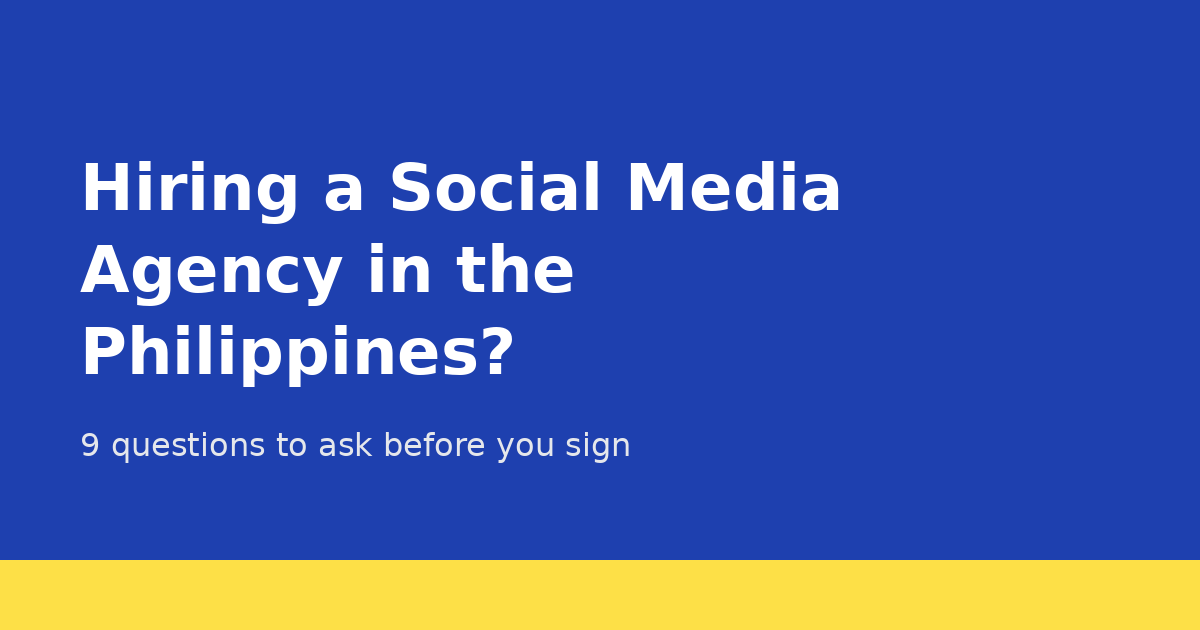 Hiring a Social Media
Agency in the
Philippines?
9 questions to ask before you sign